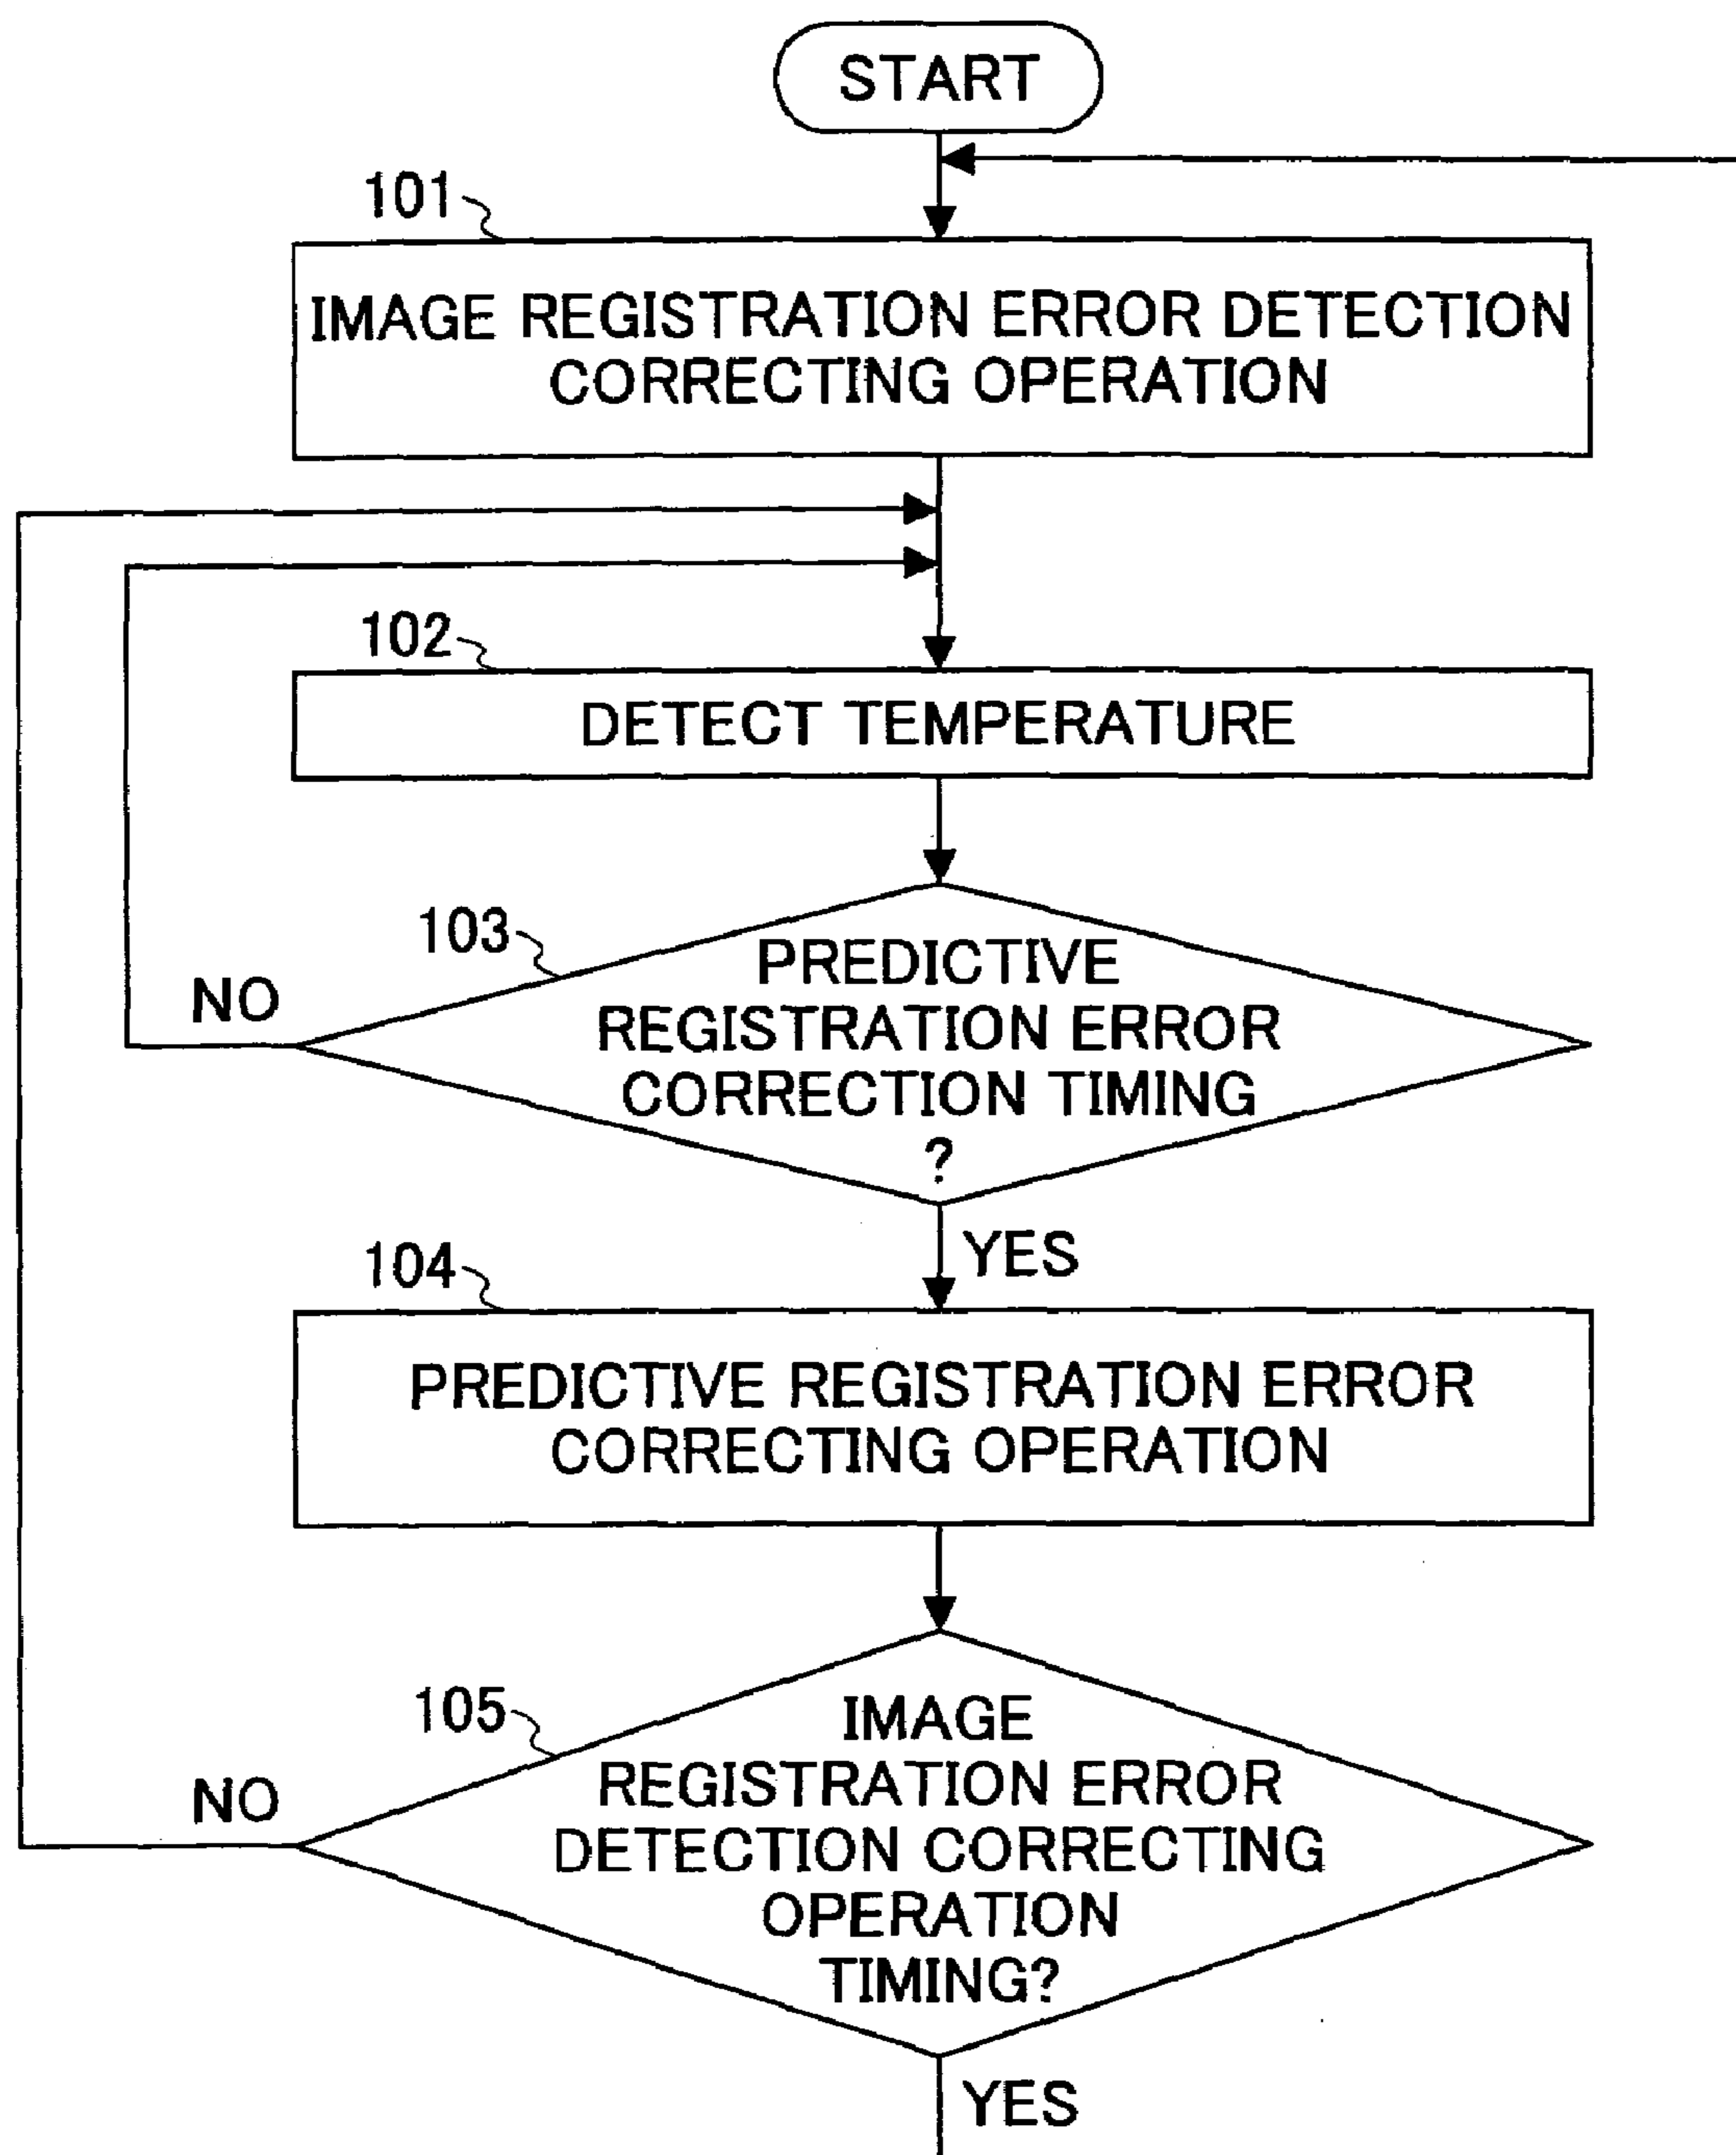 START
101
IMAGE REGISTRATION ERROR DETECTION
CORRECTING OPERATION
102
DETECT TEMPERATURE
103
PREDICTIVE
REGISTRATION ERROR
CORRECTION TIMING
?
NO
YES
104
PREDICTIVE REGISTRATION ERROR
CORRECTING OPERATION
105
IMAGE
REGISTRATION ERROR
DETECTION CORRECTING
OPERATION
TIMING?
NO
YES